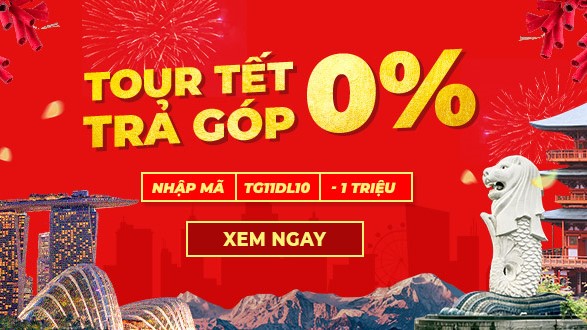 TOUR TẾT
TRẢ GÓP
0%
NHẬP MÃ TG11DL10 - 1 TRIỆU
XEM NGAY